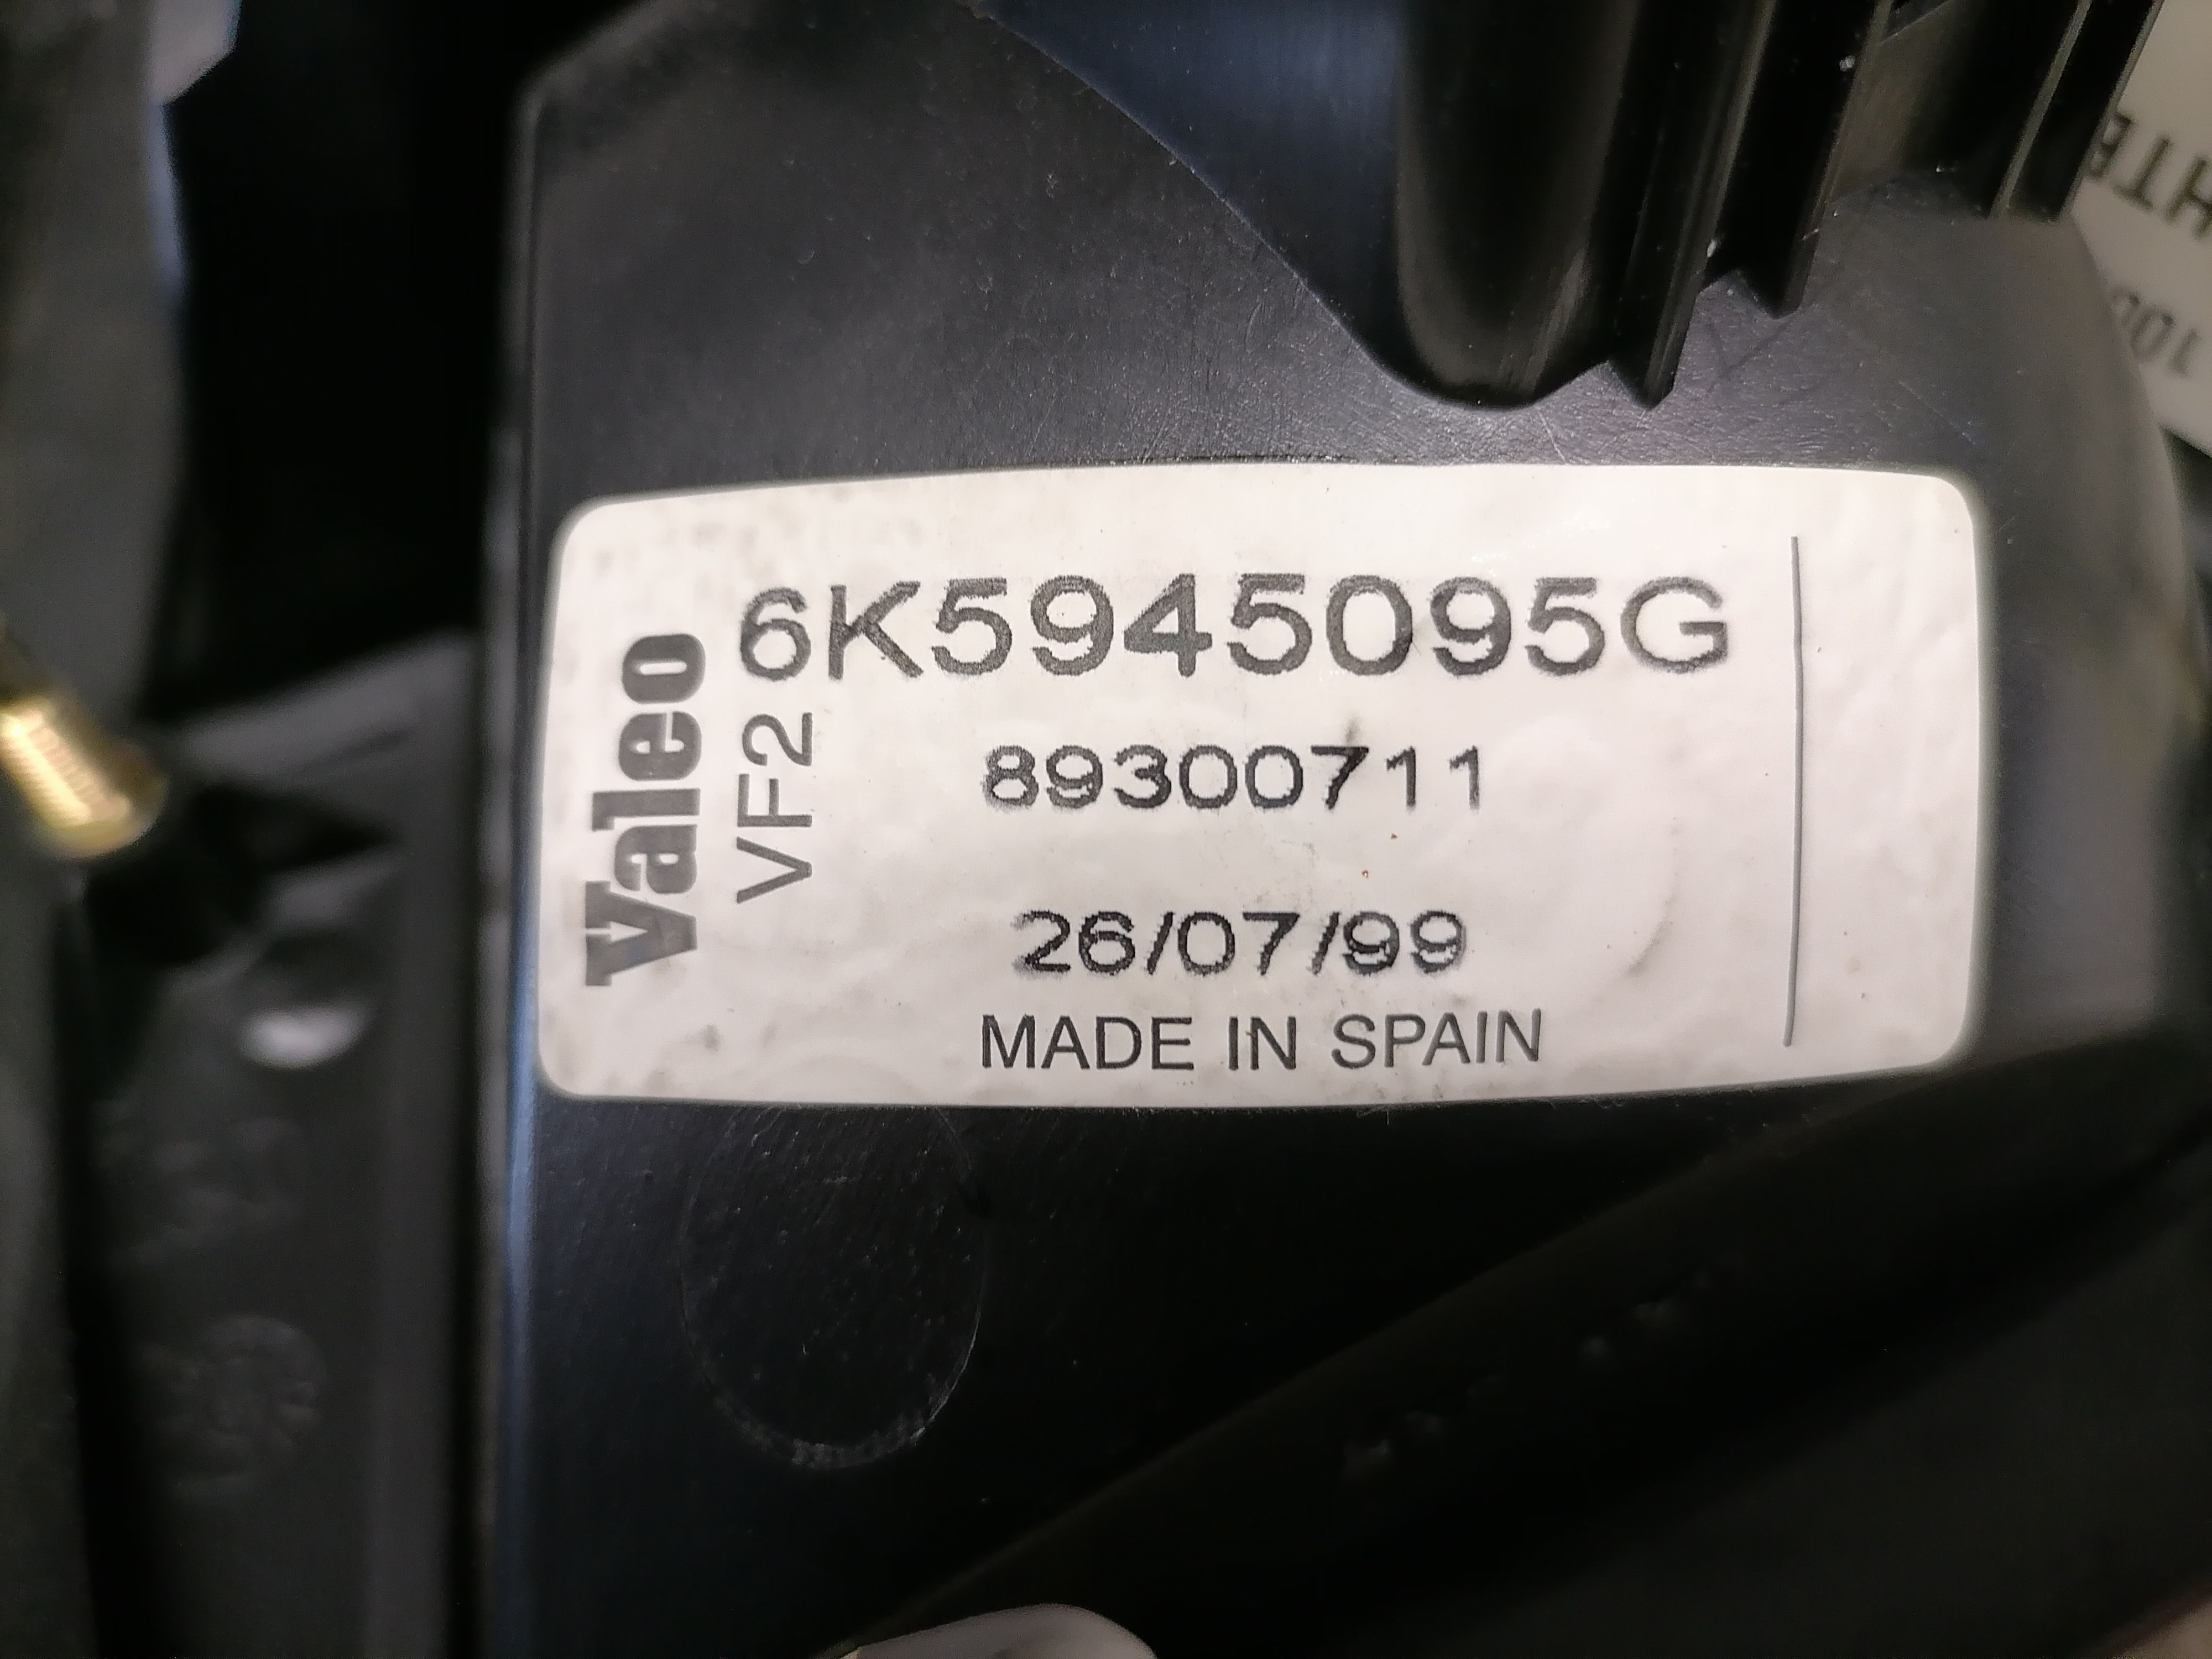 Valeo
VF2
6K5945095G
89300711
26/07/99
MADE IN SPAIN